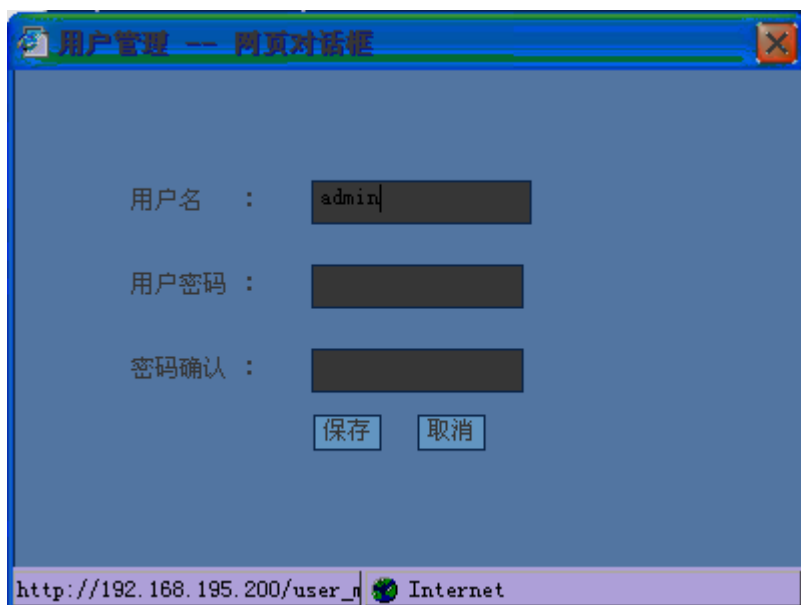 用户管理 -- 网页对话框
用户名 : admin
用户密码 :
密码确认 :
保存 取消
http://192.168.195.200/user_m Internet